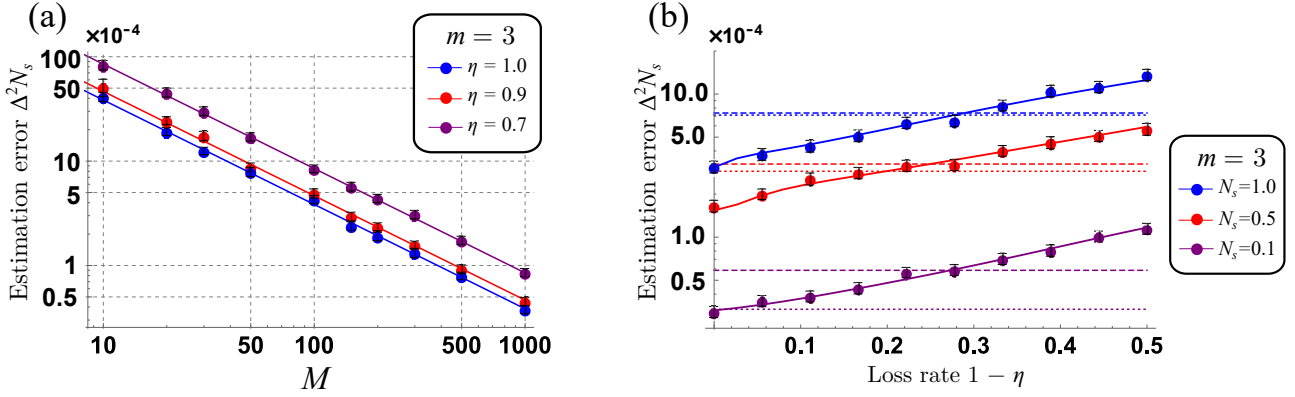 (a)
×10⁻⁴
Estimation error Δ²Nₛ
100
50
10
5
1
0.5
10
50
100
500
1000
M
m = 3
η = 1.0
η = 0.9
η = 0.7
(b)
×10⁻⁴
Estimation error Δ²Nₛ
10.0
5.0
1.0
0.5
0.1
0.2
0.3
0.4
0.5
Loss rate 1 − η
m = 3
Nₛ=1.0
Nₛ=0.5
Nₛ=0.1